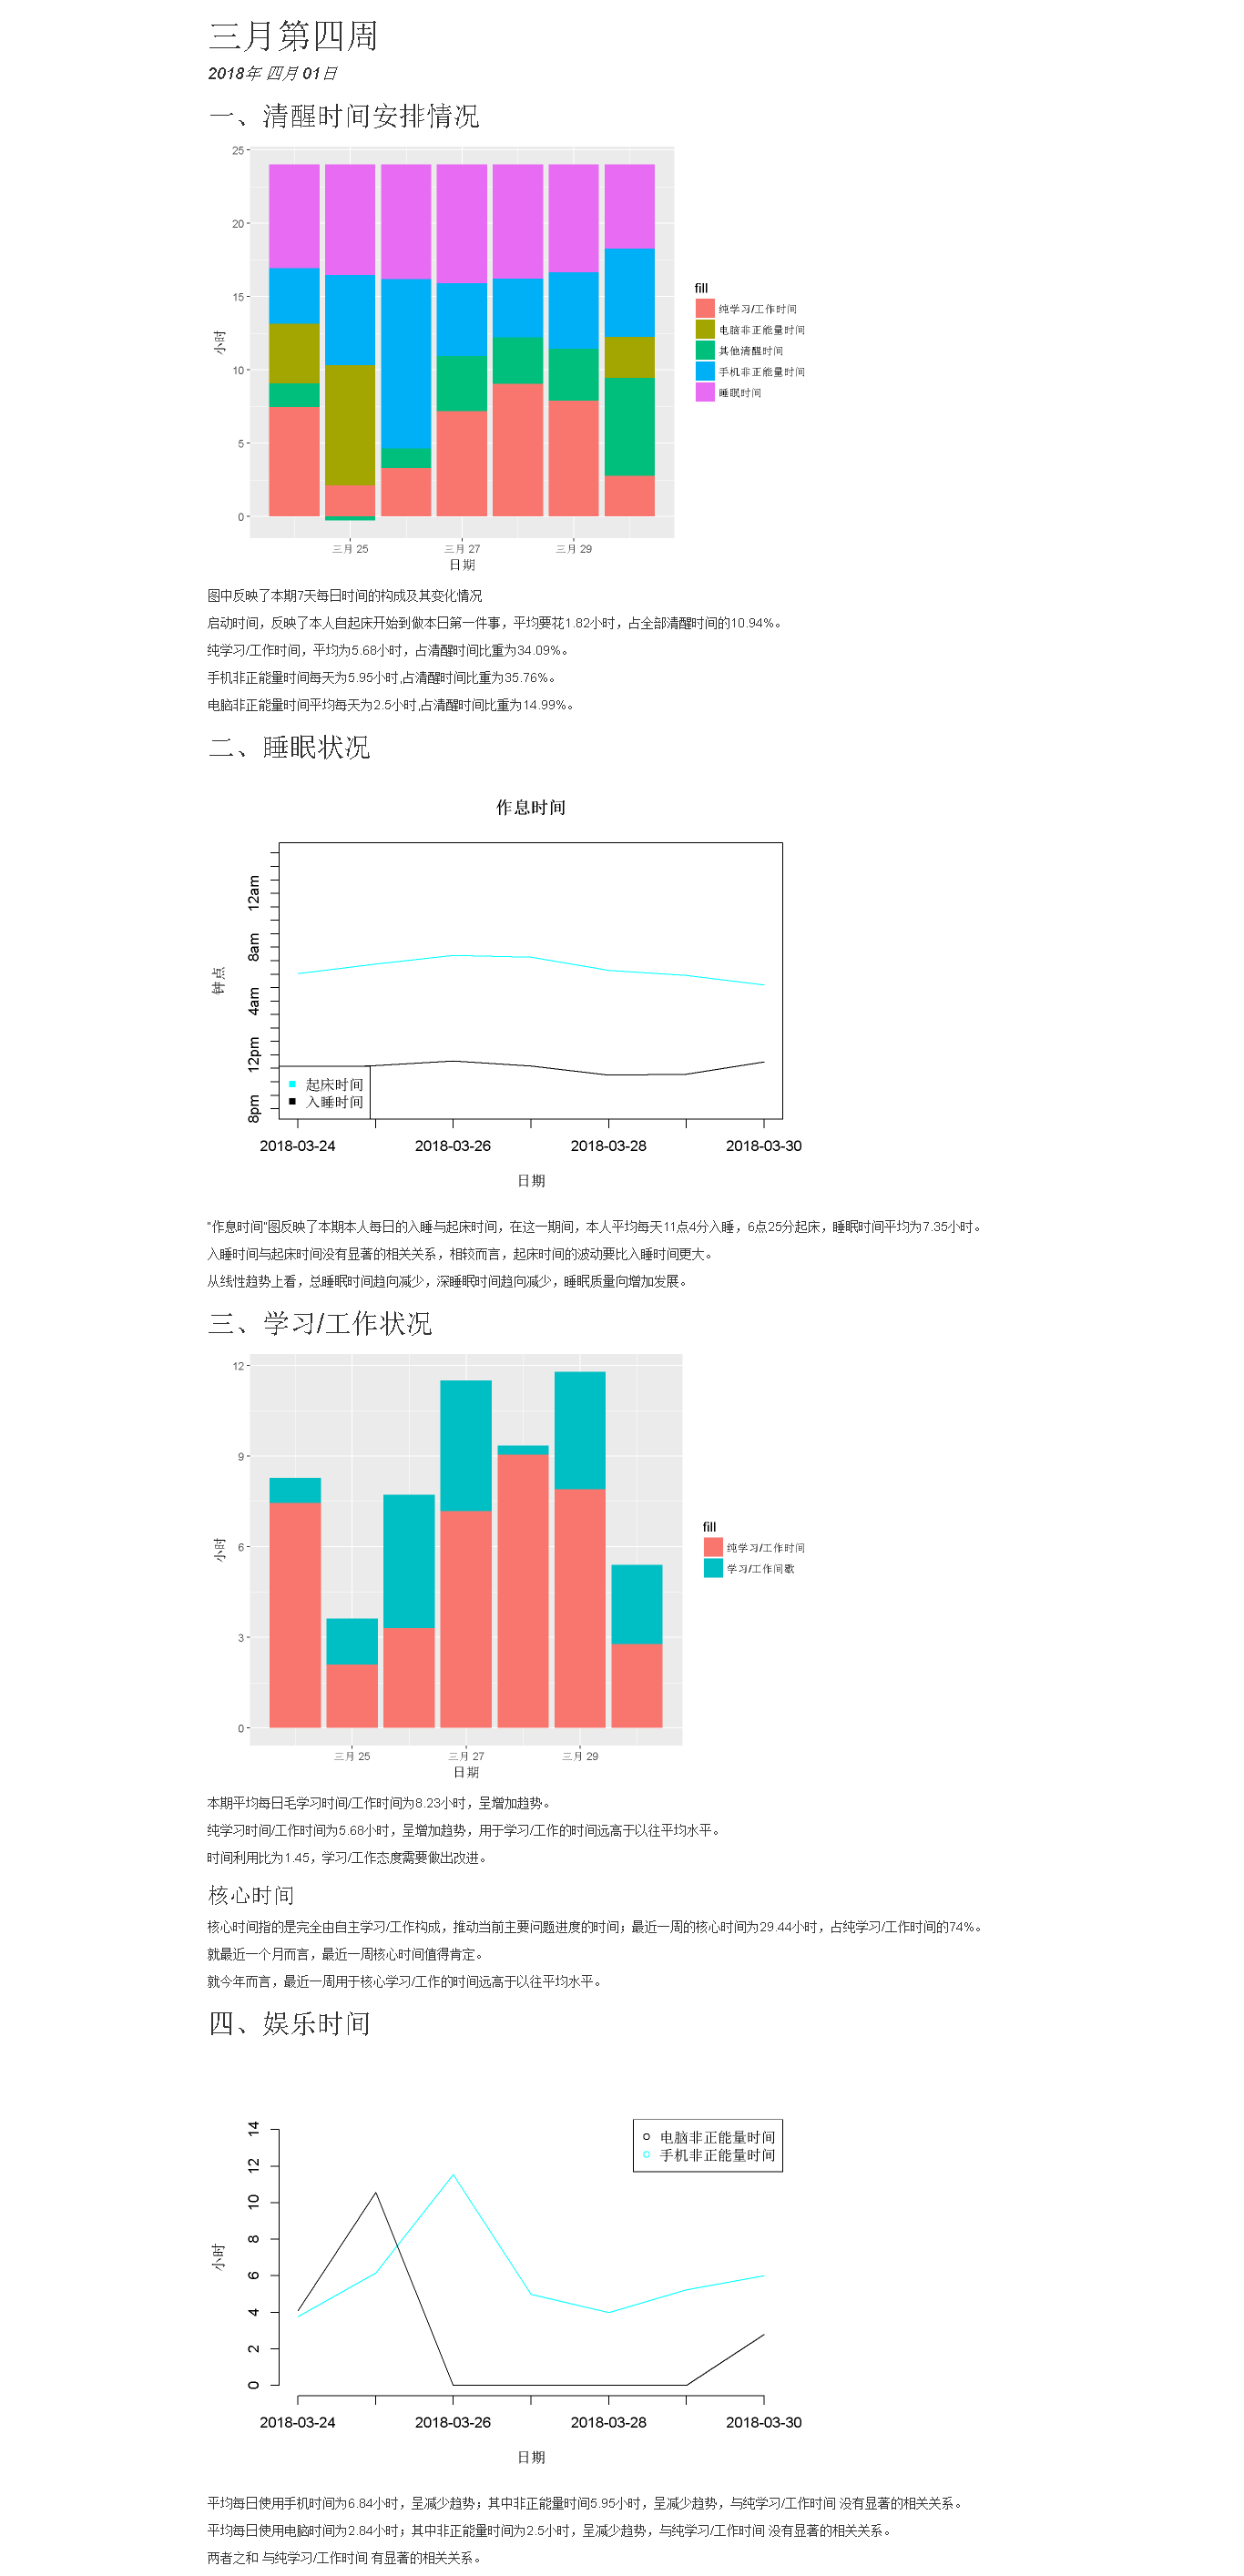 三月第四周
2018年 四月 01日
一、清醒时间安排情况
25
20
15
10
5
0
小时
三月 25
三月 27
三月 29
日期
fill
纯学习/工作时间
电脑非正能量时间
其他清醒时间
手机非正能量时间
睡眠时间
图中反映了本期7天每日时间的构成及其变化情况
启动时间，反映了本人自起床开始到做本日第一件事，平均要花1.82小时，占全部清醒时间的10.94%。
纯学习/工作时间，平均为5.68小时，占清醒时间比重为34.09%。
手机非正能量时间每天为5.95小时,占清醒时间比重为35.76%。
电脑非正能量时间平均每天为2.5小时,占清醒时间比重为14.99%。
二、睡眠状况
作息时间
12am
8am
4am
12pm
8pm
钟点
起床时间
入睡时间
2018-03-24
2018-03-26
2018-03-28
2018-03-30
日期
"作息时间"图反映了本期本人每日的入睡与起床时间，在这一期间，本人平均每天11点4分入睡，6点25分起床，睡眠时间平均为7.35小时。
入睡时间与起床时间没有显著的相关关系，相较而言，起床时间的波动要比入睡时间更大。
从线性趋势上看，总睡眠时间趋向减少，深睡眠时间趋向减少，睡眠质量向增加发展。
三、学习/工作状况
12
9
6
3
0
小时
三月 25
三月 27
三月 29
日期
fill
纯学习/工作时间
学习/工作间歇
本期平均每日毛学习时间/工作时间为8.23小时，呈增加趋势。
纯学习时间/工作时间为5.68小时，呈增加趋势，用于学习/工作的时间远高于以往平均水平。
时间利用比为1.45，学习/工作态度需要做出改进。
核心时间
核心时间指的是完全由自主学习/工作构成，推动当前主要问题进度的时间；最近一周的核心时间为29.44小时，占纯学习/工作时间的74%。
就最近一个月而言，最近一周核心时间值得肯定。
就今年而言，最近一周用于核心学习/工作的时间远高于以往平均水平。
四、娱乐时间
14
12
10
8
6
4
2
0
小时
电脑非正能量时间
手机非正能量时间
2018-03-24
2018-03-26
2018-03-28
2018-03-30
日期
平均每日使用手机时间为6.84小时，呈减少趋势；其中非正能量时间5.95小时，呈减少趋势，与纯学习/工作时间 没有显著的相关关系。
平均每日使用电脑时间为2.84小时；其中非正能量时间为2.5小时，呈减少趋势，与纯学习/工作时间 没有显著的相关关系。
两者之和 与纯学习/工作时间 有显著的相关关系。